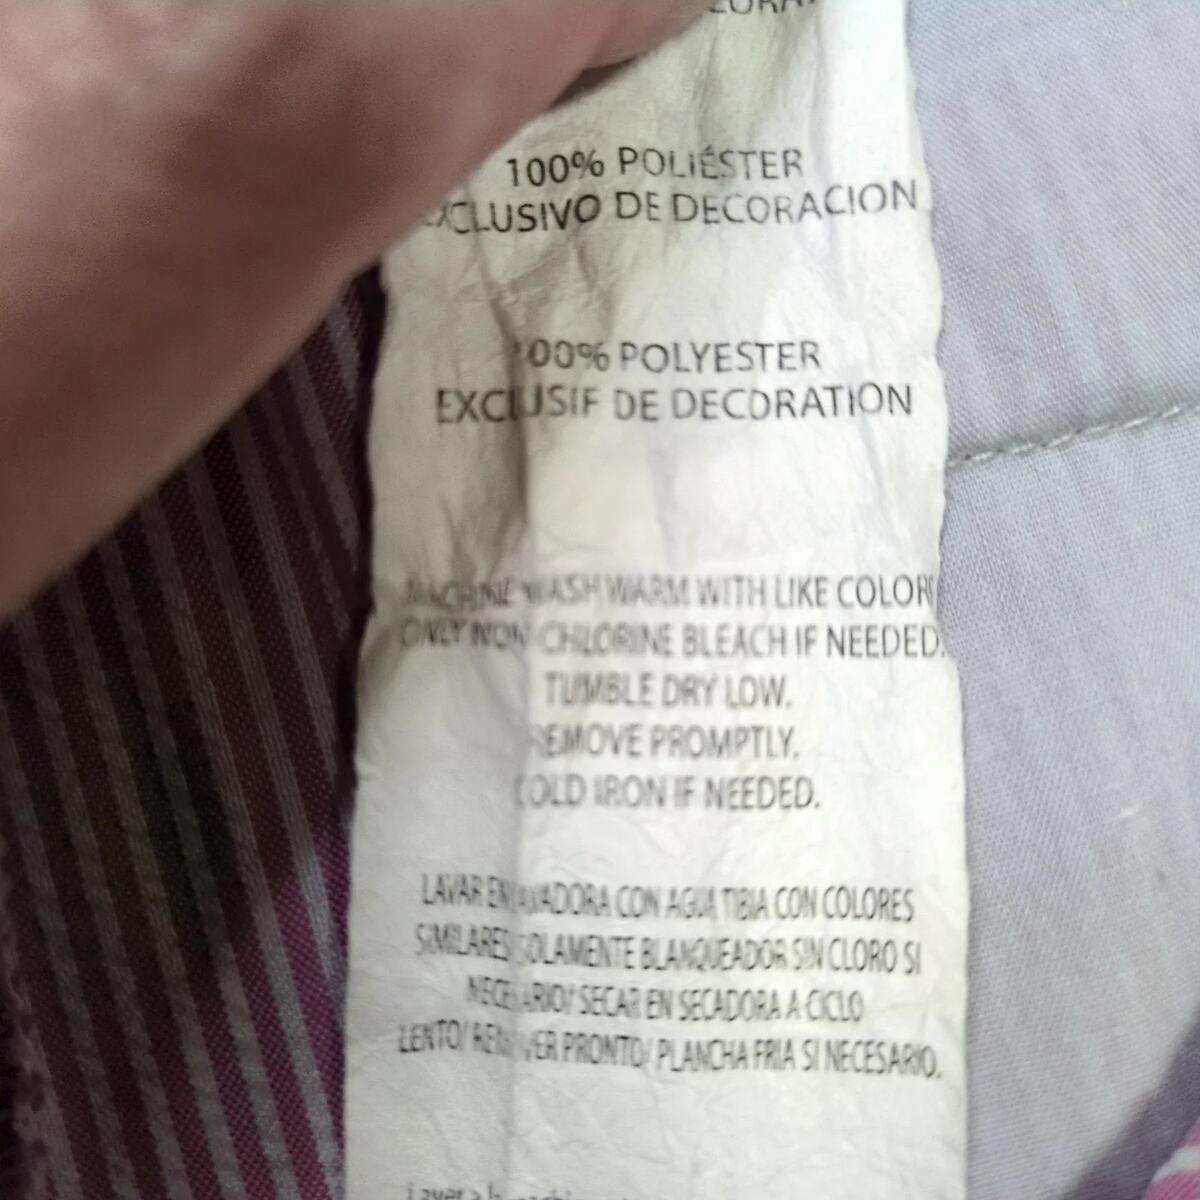 100% POLIÉSTER
EXCLUSIVO DE DECORACION
100% POLYESTER
EXCLUSIF DE DECORATION
MACHINE WASH WARM WITH LIKE COLORS
ONLY NON-CHLORINE BLEACH IF NEEDED.
TUMBLE DRY LOW.
REMOVE PROMPTLY.
COLD IRON IF NEEDED.
LAVAR EN LAVADORA CON AGUA TIBIA CON COLORES
SIMILARES SOLAMENTE BLANQUEADOR SIN CLORO SI
NECESARIO/ SECAR EN SECADORA A CICLO
LENTO/ REMOVER PRONTO/ PLANCHA FRIA SI NECESARIO.